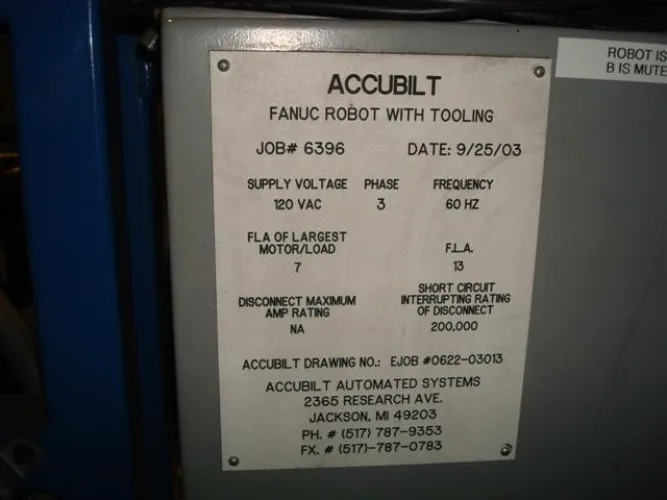 ACCUBILT
FANUC ROBOT WITH TOOLING
JOB# 6396 DATE: 9/25/03
SUPPLY VOLTAGE PHASE FREQUENCY
120 VAC 3 60 HZ
FLA OF LARGEST
MOTOR/LOAD F.L.A.
7 13
DISCONNECT MAXIMUM
AMP RATING
NA
SHORT CIRCUIT
INTERRUPTING RATING
OF DISCONNECT
200,000
ACCUBILT DRAWING NO.: EJOB #0622-03013
ACCUBILT AUTOMATED SYSTEMS
2365 RESEARCH AVE.
JACKSON, MI 49203
PH. # (517) 787-9353
FX. # (517)-787-0783
ROBOT IS
B IS MUTE